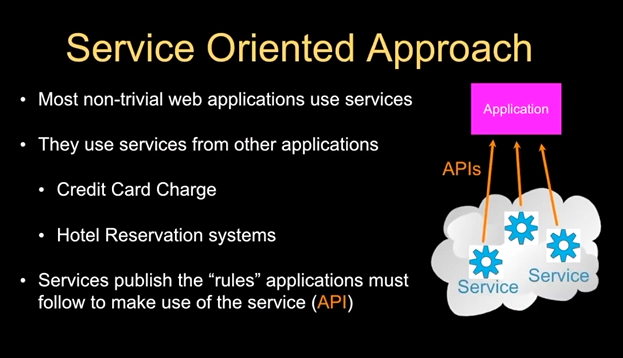 Service Oriented Approach
• Most non-trivial web applications use services
• They use services from other applications
• Credit Card Charge
• Hotel Reservation systems
• Services publish the “rules” applications must
follow to make use of the service (API)
Application
APIs
Service
Service